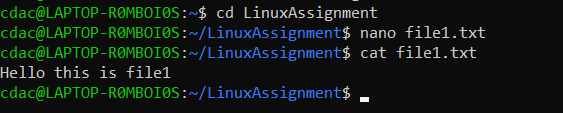 cdac@LAPTOP-R0MBOI0S:~$ cd LinuxAssignment
cdac@LAPTOP-R0MBOI0S:~/LinuxAssignment$ nano file1.txt
cdac@LAPTOP-R0MBOI0S:~/LinuxAssignment$ cat file1.txt
Hello this is file1
cdac@LAPTOP-R0MBOI0S:~/LinuxAssignment$